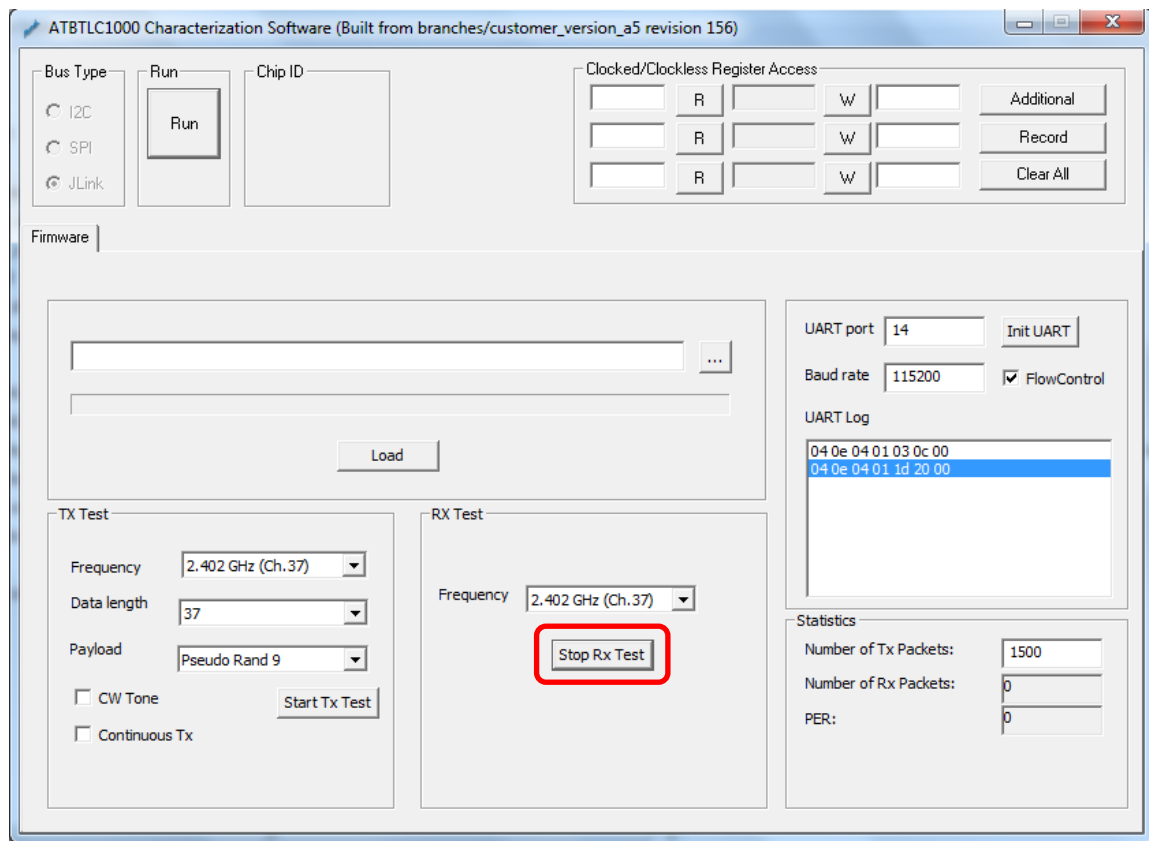 ATBTLC1000 Characterization Software (Built from branches/customer_version_a5 revision 156)
Bus Type
I2C
SPI
JLink
Run
Run
Chip ID
Clocked/Clockless Register Access
R W Additional
R W Record
R W Clear All
Firmware
...
Load
UART port 14 Init UART
Baud rate 115200 FlowControl
UART Log
04 0e 04 01 03 0c 00
04 0e 04 01 1d 20 00
TX Test
Frequency 2.402 GHz (Ch.37)
Data length 37
Payload Pseudo Rand 9
CW Tone Start Tx Test
Continuous Tx
RX Test
Frequency 2.402 GHz (Ch.37)
Stop Rx Test
Statistics
Number of Tx Packets: 1500
Number of Rx Packets: 0
PER: 0